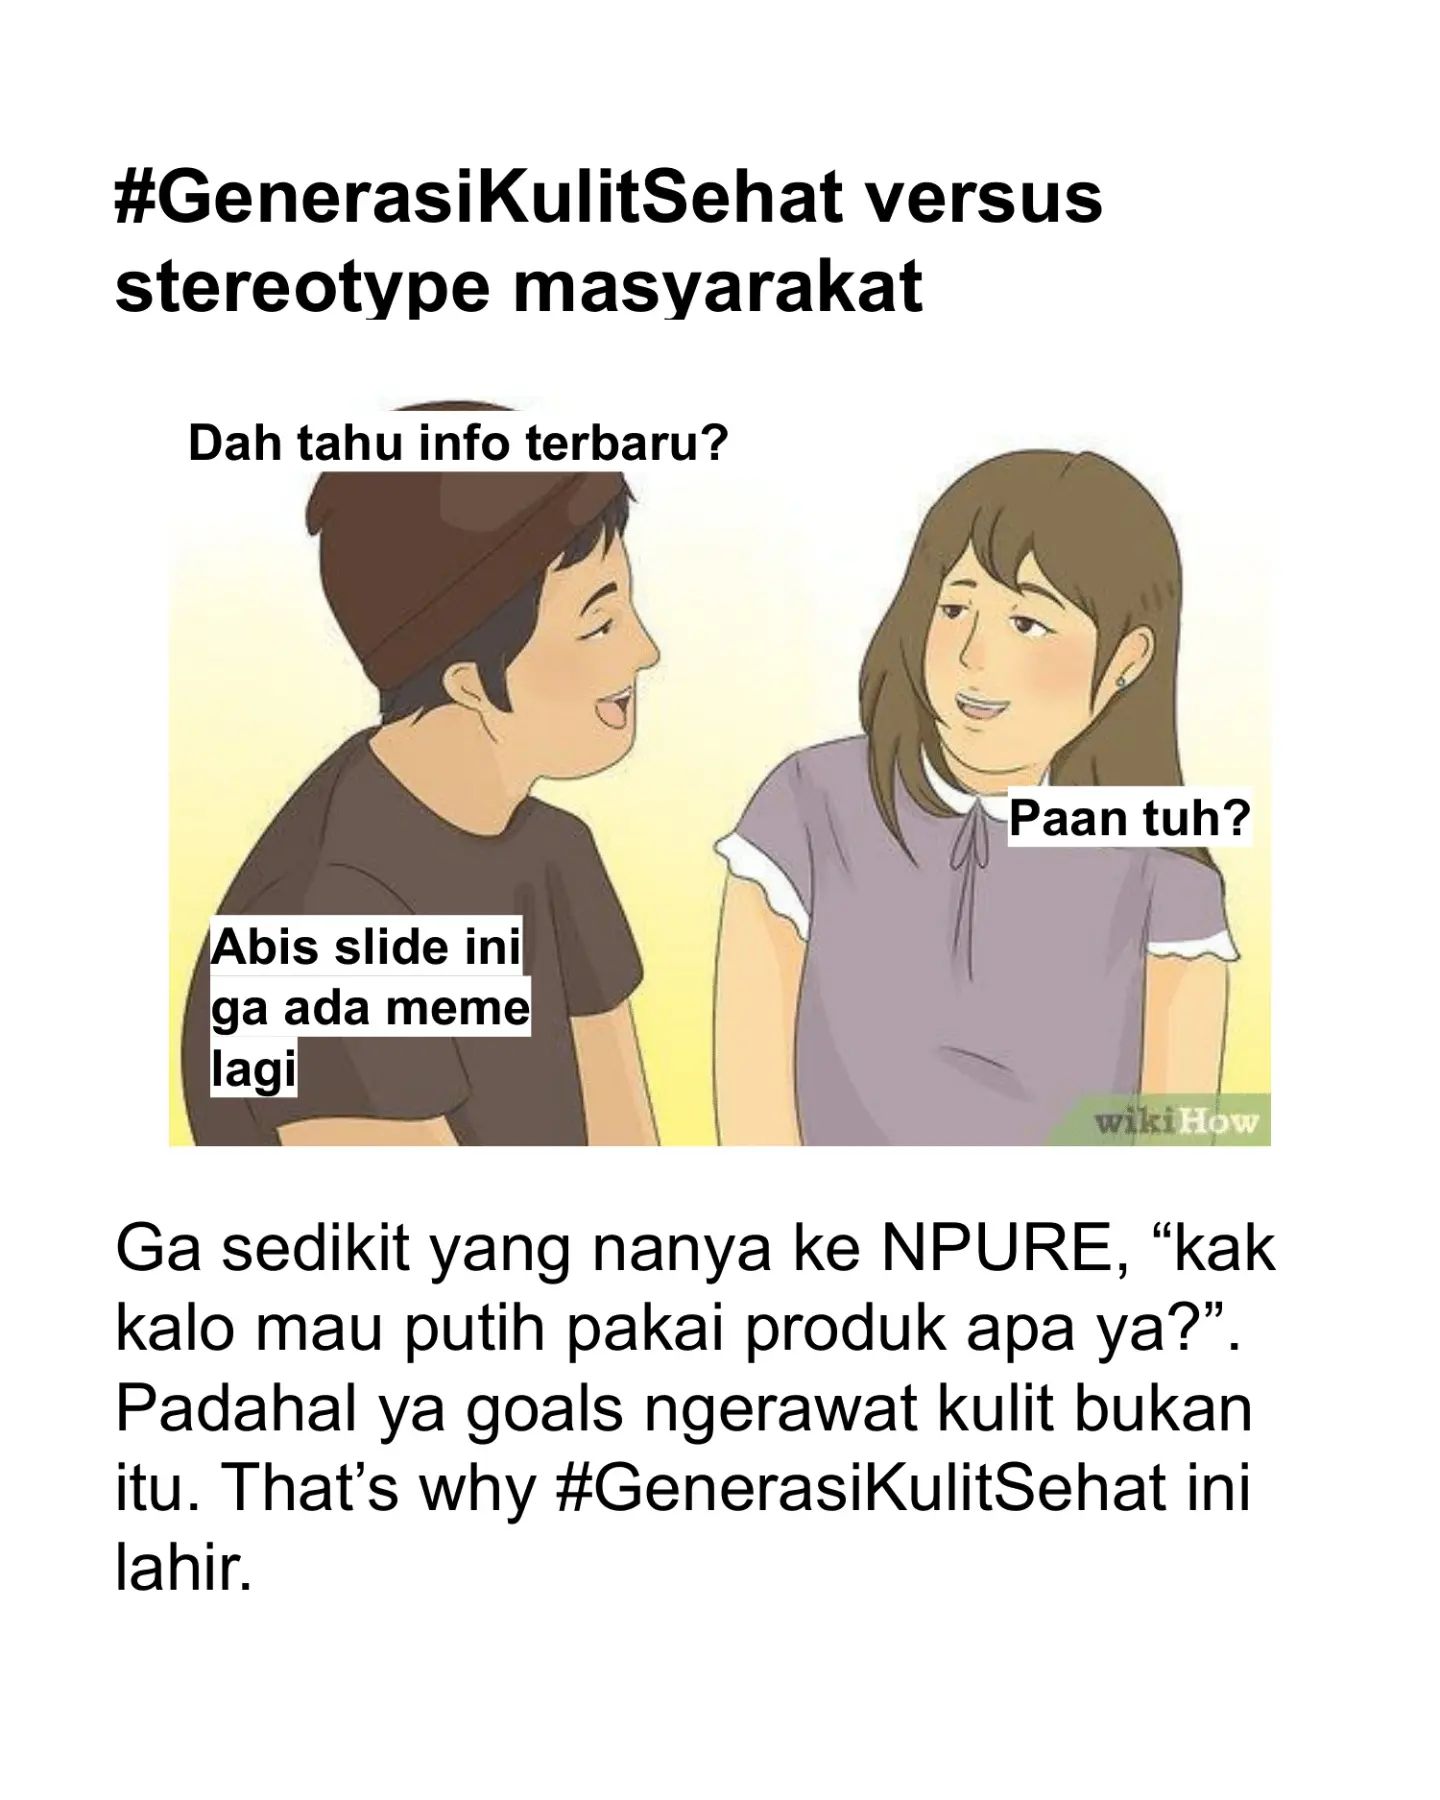 #GenerasiKulitSehat versus
stereotype masyarakat
Dah tahu info terbaru?
Paan tuh?
Abis slide ini
ga ada meme
lagi
wikiHow
Ga sedikit yang nanya ke NPURE, “kak
kalo mau putih pakai produk apa ya?”.
Padahal ya goals ngerawat kulit bukan
itu. That’s why #GenerasiKulitSehat ini
lahir.